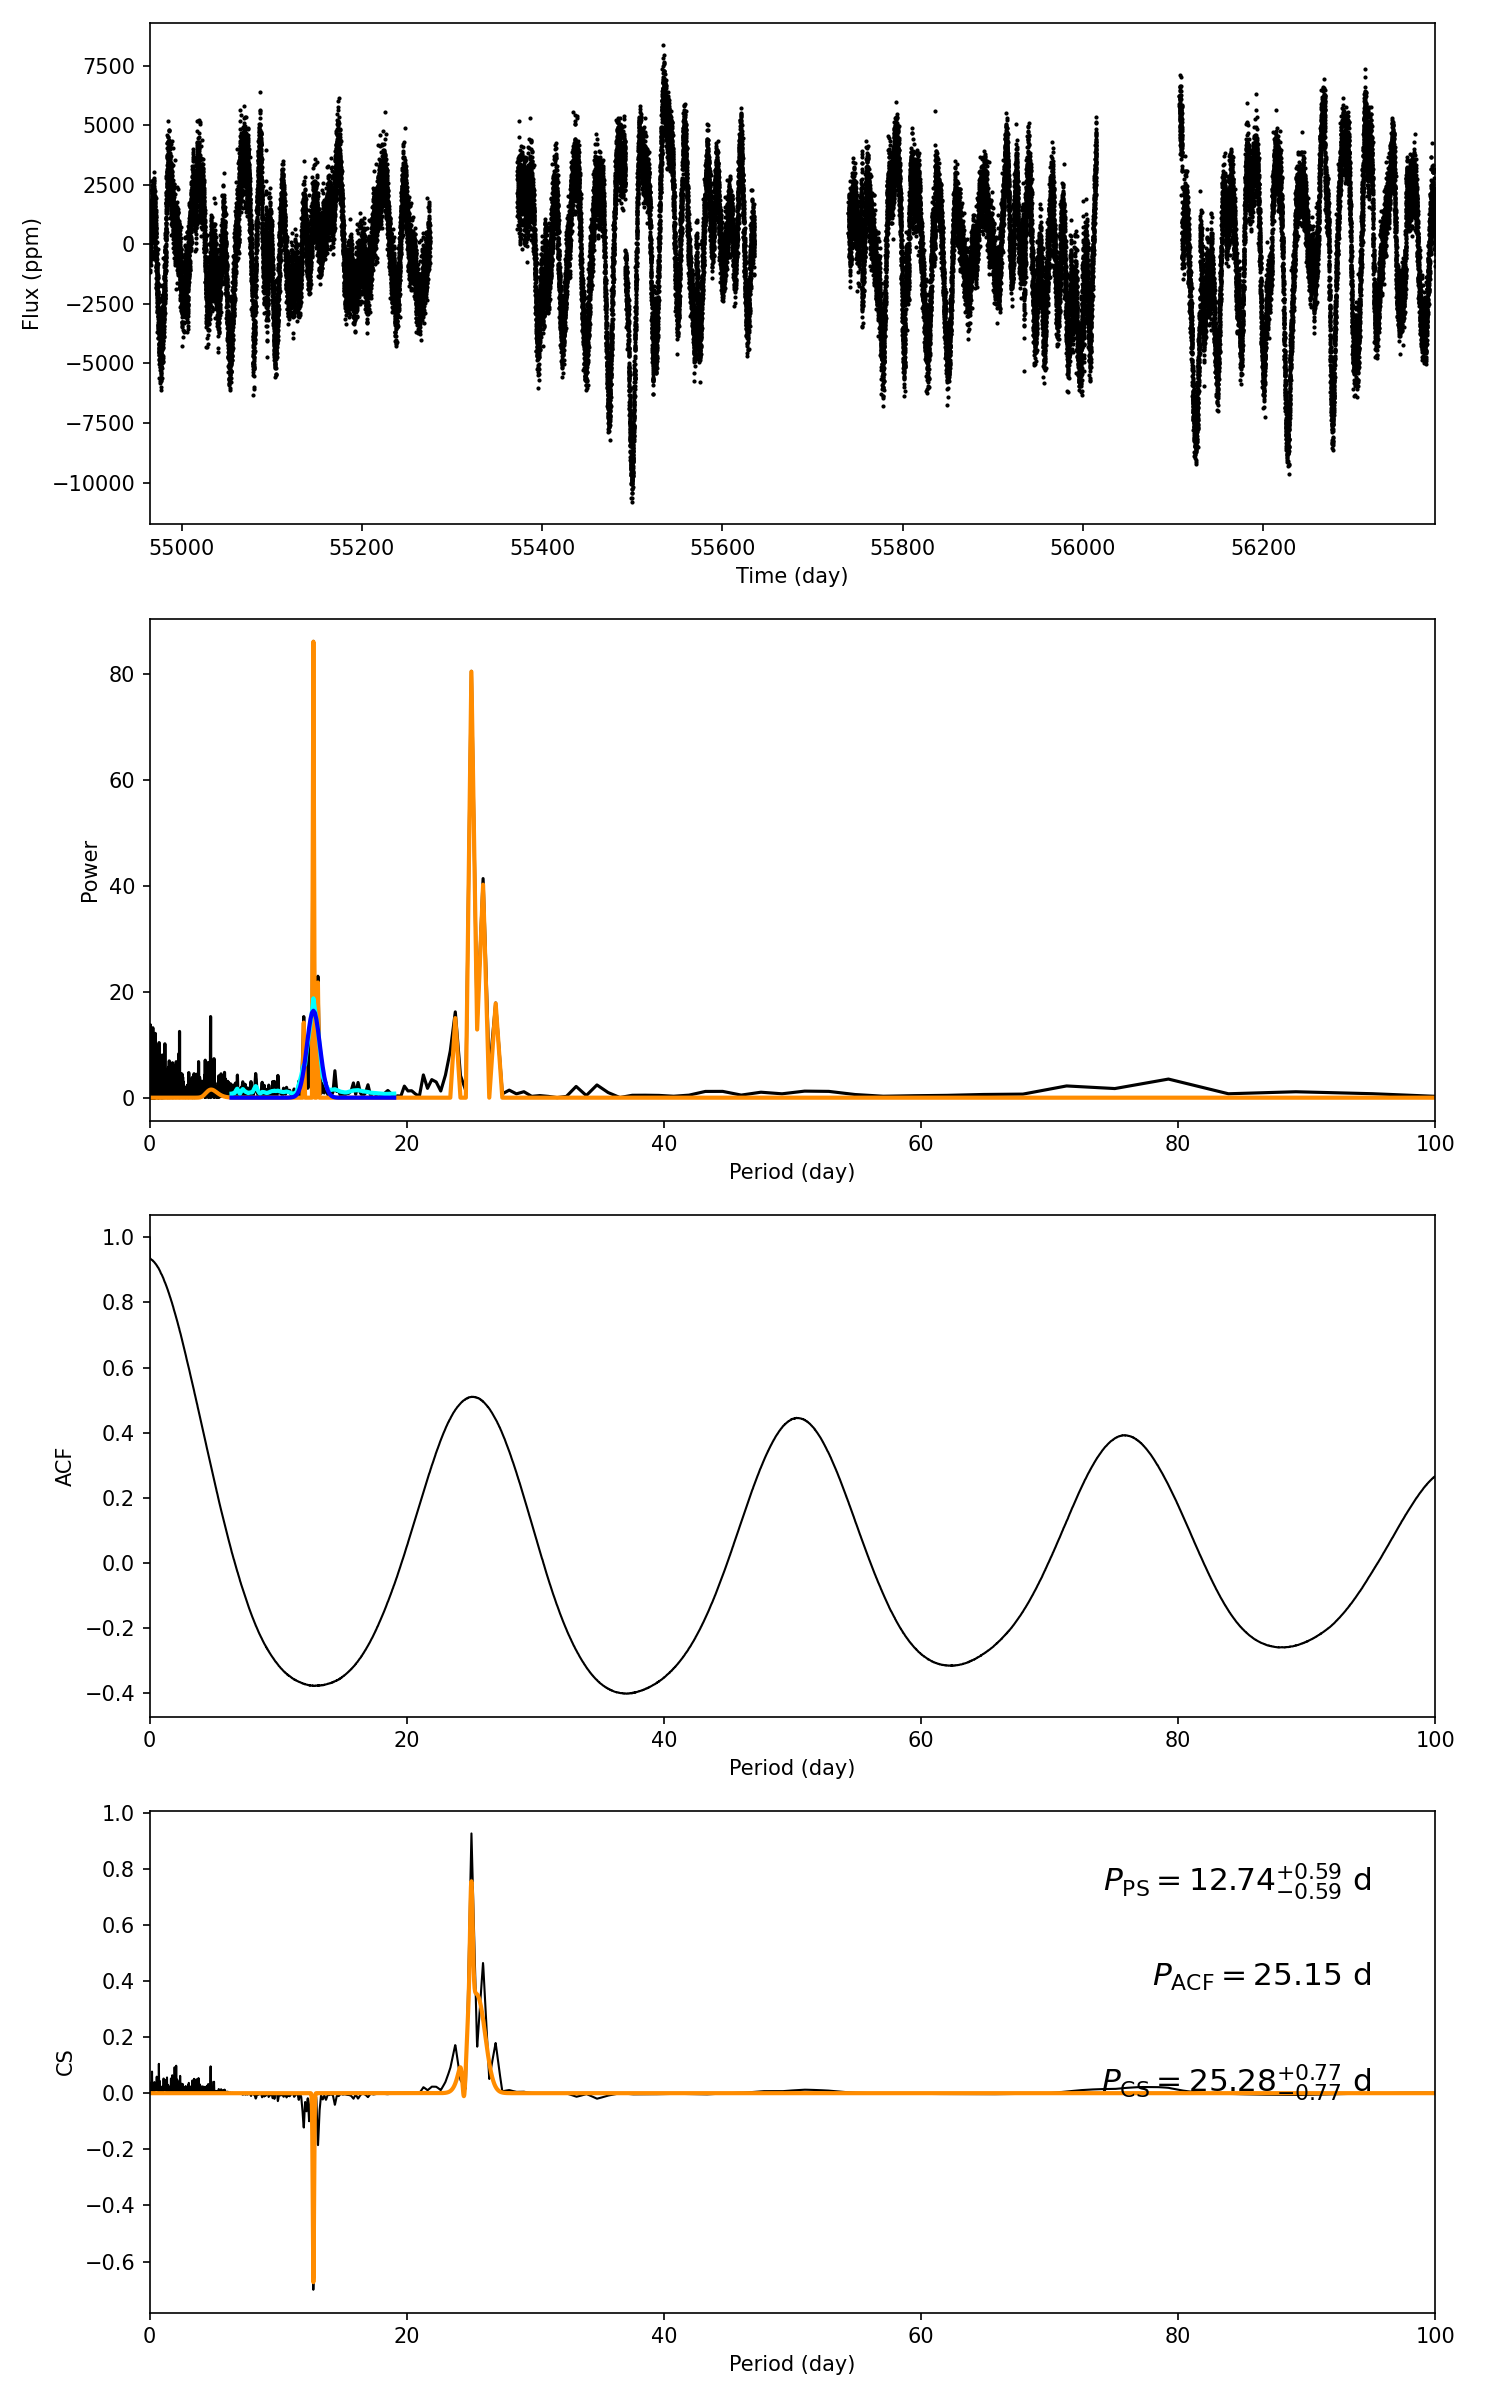 7500
5000
2500
0
−2500
−5000
−7500
−10000
Flux (ppm)
55000 55200 55400 55600 55800 56000 56200
Time (day)
80
60
40
20
0
Power
0 20 40 60 80 100
Period (day)
1.0
0.8
0.6
0.4
0.2
0.0
−0.2
−0.4
ACF
0 20 40 60 80 100
Period (day)
1.0
0.8
0.6
0.4
0.2
0.0
−0.2
−0.4
−0.6
CS
P_PS = 12.74^{+0.59}_{−0.59} d
P_ACF = 25.15 d
P_CS = 25.28^{+0.77}_{−0.77} d
0 20 40 60 80 100
Period (day)